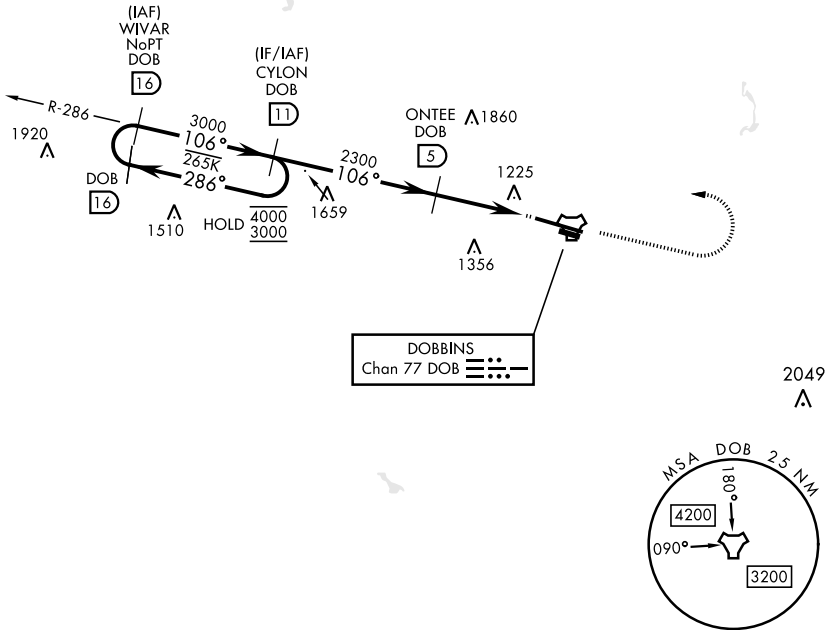 (IAF)
WIVAR
NoPT
DOB
16
(IF/IAF)
CYLON
DOB
11
R-286
1920
3000
106°
265K
286°
DOB
16
1510
HOLD 4000
3000
1659
2300
106°
ONTEE
DOB
5
1860
1225
1356
DOBBINS
Chan 77 DOB
2049
MSA DOB 25 NM
180°
4200
090°
3200